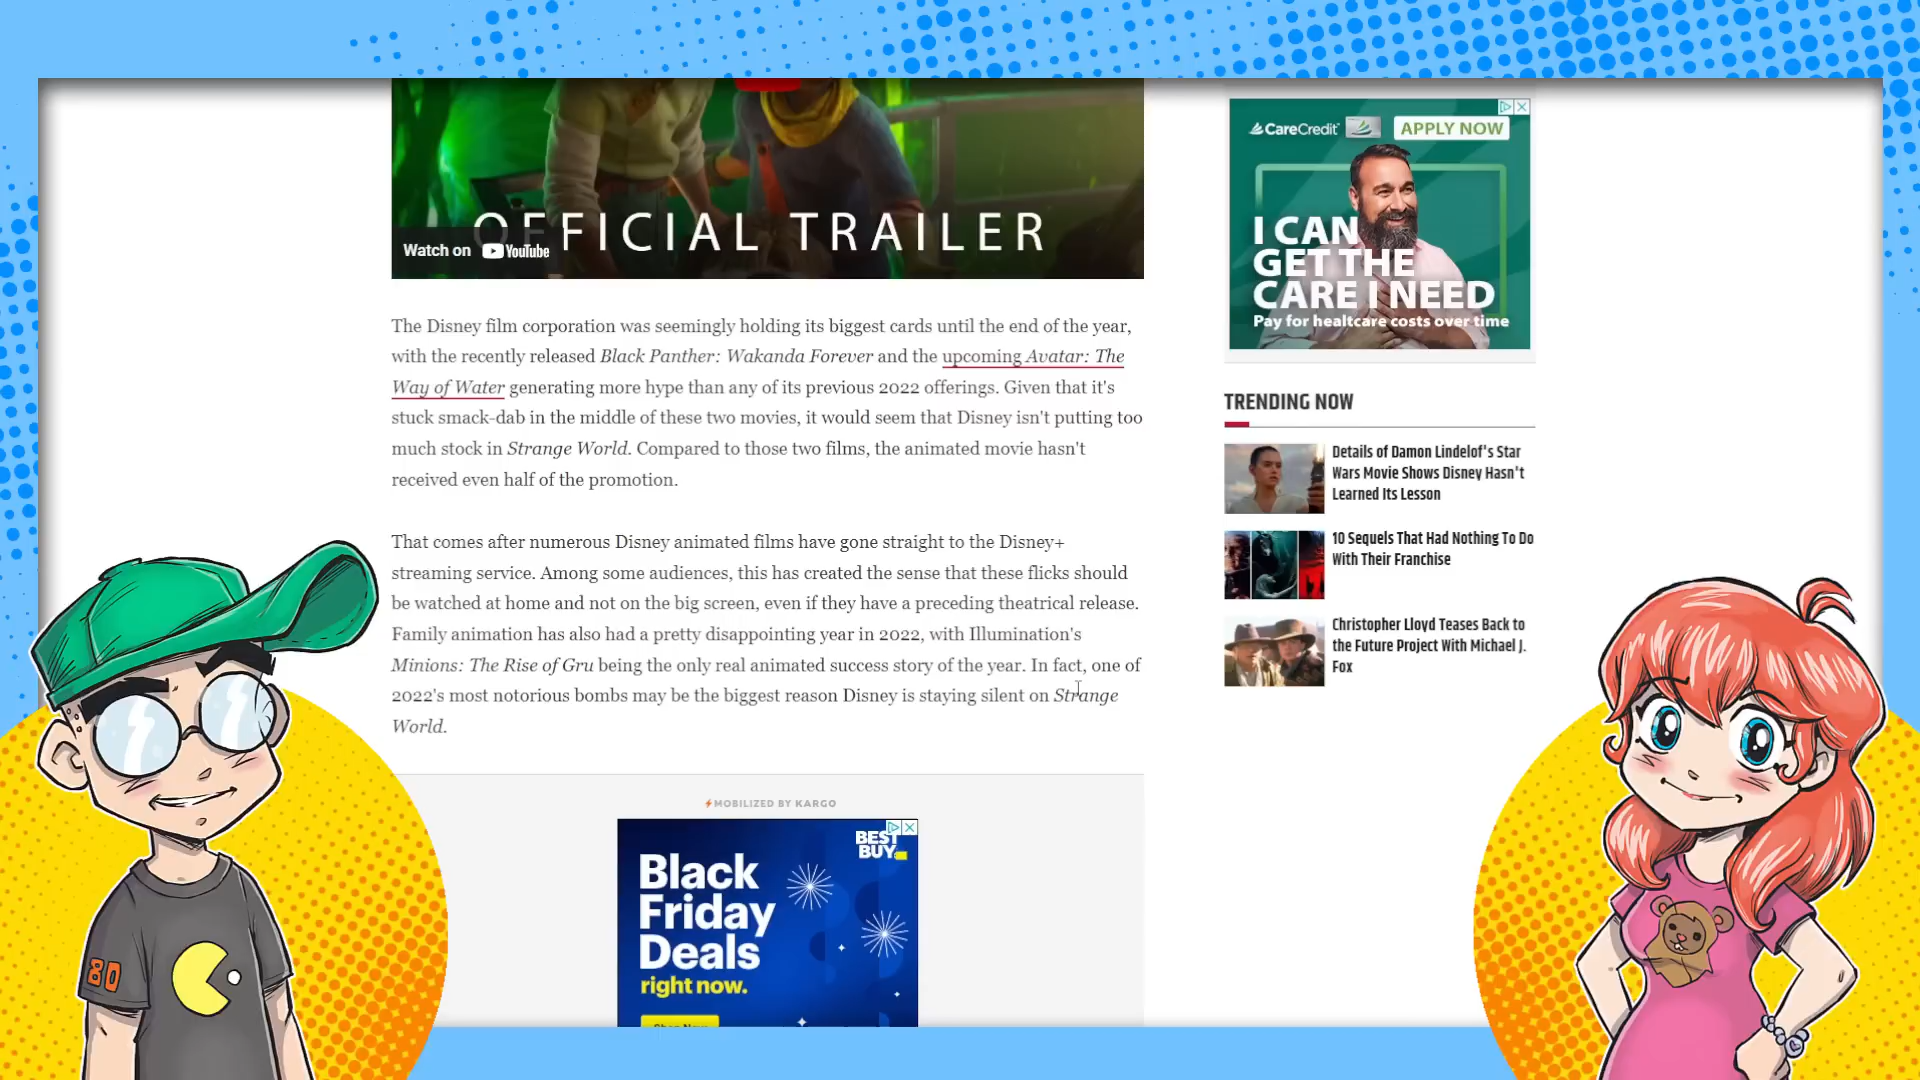 OFFICIAL TRAILER
Watch on YouTube
The Disney film corporation was seemingly holding its biggest cards until the end of the year,
with the recently released Black Panther: Wakanda Forever and the upcoming Avatar: The
Way of Water generating more hype than any of its previous 2022 offerings. Given that it's
stuck smack-dab in the middle of these two movies, it would seem that Disney isn't putting too
much stock in Strange World. Compared to those two films, the animated movie hasn't
received even half of the promotion.
That comes after numerous Disney animated films have gone straight to the Disney+
streaming service. Among some audiences, this has created the sense that these flicks should
be watched at home and not on the big screen, even if they have a preceding theatrical release.
Family animation has also had a pretty disappointing year in 2022, with Illumination's
Minions: The Rise of Gru being the only real animated success story of the year. In fact, one of
2022's most notorious bombs may be the biggest reason Disney is staying silent on Strange
World.
MOBILIZED BY KARGO
BEST
BUY
Black
Friday
Deals
right now.
CareCredit APPLY NOW
I CAN
GET THE
CARE I NEED
Pay for healtcare costs over time
TRENDING NOW
Details of Damon Lindelof's Star
Wars Movie Shows Disney Hasn't
Learned Its Lesson
10 Sequels That Had Nothing To Do
With Their Franchise
Christopher Lloyd Teases Back to
the Future Project With Michael J.
Fox
80